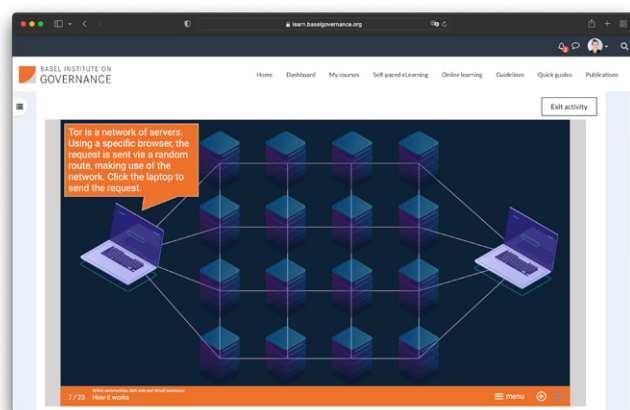 learn.baselgovernance.org
BASEL INSTITUTE ON
GOVERNANCE
Home Dashboard My courses Self-paced eLearning Online learning Guidelines Quick guides Publications
Exit activity
Tor is a network of servers.
Using a specific browser, the
request is sent via a random
route, making use of the
network. Click the laptop to
send the request.
Online communities, dark web and virtual currencies
7 / 23 How it works
menu